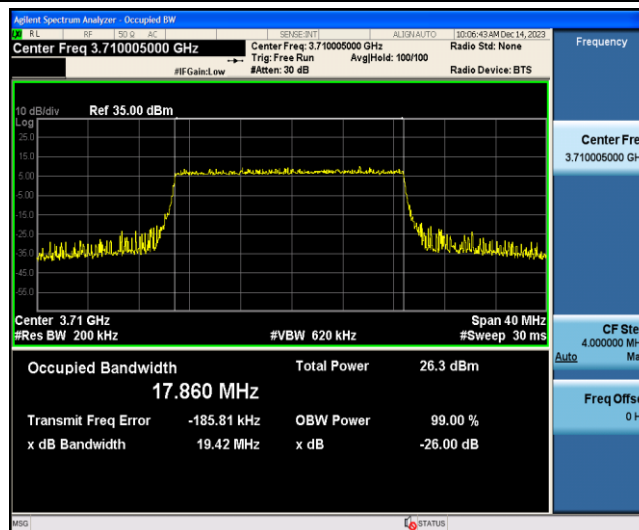 Agilent Spectrum Analyzer - Occupied BW
RL RF 50 Ω AC SENSE:INT ALIGN AUTO 10:06:43 AM Dec 14, 2023
Center Freq 3.710005000 GHz
Center Freq: 3.710005000 GHz Radio Std: None
Trig: Free Run Avg|Hold: 100/100
#IFGain:Low #Atten: 30 dB Radio Device: BTS
10 dB/div Ref 35.00 dBm
Log
25.0
15.0
5.00
-5.00
-15.0
-25.0
-35.0
-45.0
-55.0
Center 3.71 GHz Span 40 MHz
#Res BW 200 kHz #VBW 620 kHz #Sweep 30 ms
Occupied Bandwidth Total Power 26.3 dBm
17.860 MHz
Transmit Freq Error -185.81 kHz OBW Power 99.00 %
x dB Bandwidth 19.42 MHz x dB -26.00 dB
MSG STATUS
Frequency
Center Fre
3.710005000 GH
CF Ste
4.000000 MH
Auto Ma
Freq Offse
0 H